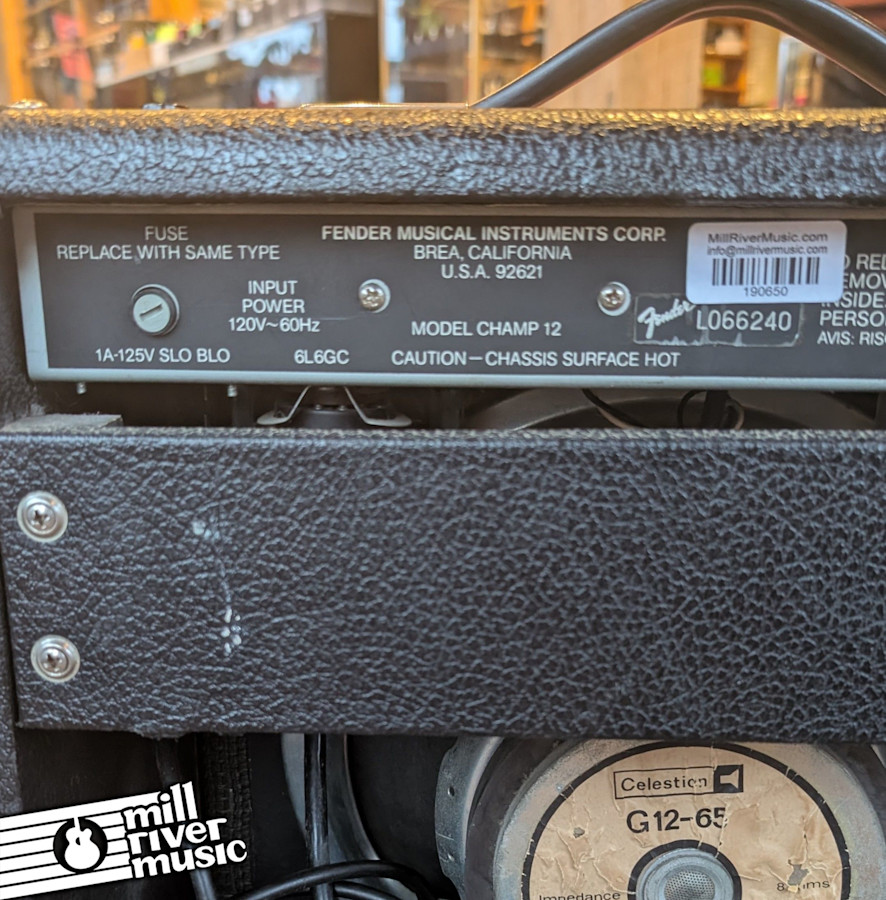 FUSE
REPLACE WITH SAME TYPE
1A-125V SLO BLO
INPUT
POWER
120V~60Hz
6L6GC
FENDER MUSICAL INSTRUMENTS CORP.
BREA, CALIFORNIA
U.S.A. 92621
MODEL CHAMP 12
CAUTION—CHASSIS SURFACE HOT
MillRiverMusic.com
info@millrivermusic.com
190650
Fender
L066240
AVIS:
Celestion
G12-65
Impedance
mill
river
music